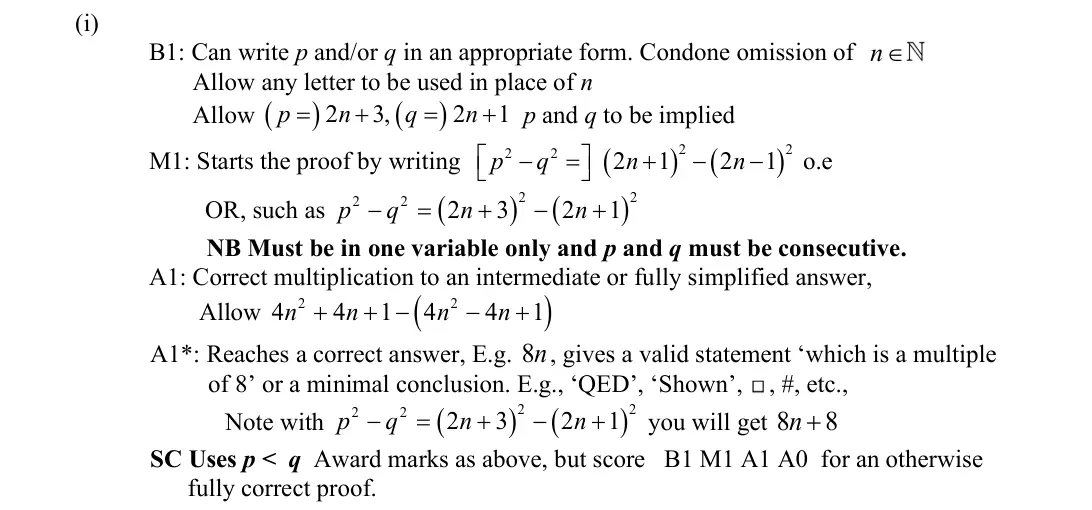 (i)
B1: Can write p and/or q in an appropriate form. Condone omission of n ∈ ℕ
Allow any letter to be used in place of n
Allow (p =) 2n + 3, (q =) 2n + 1 p and q to be implied
M1: Starts the proof by writing [p² − q² =] (2n + 1)² − (2n − 1)² o.e
OR, such as p² − q² = (2n + 3)² − (2n + 1)²
NB Must be in one variable only and p and q must be consecutive.
A1: Correct multiplication to an intermediate or fully simplified answer,
Allow 4n² + 4n + 1 − (4n² − 4n + 1)
A1*: Reaches a correct answer, E.g. 8n, gives a valid statement ‘which is a multiple
of 8’ or a minimal conclusion. E.g., ‘QED’, ‘Shown’, □, #, etc.,
Note with p² − q² = (2n + 3)² − (2n + 1)² you will get 8n + 8
SC Uses p < q Award marks as above, but score B1 M1 A1 A0 for an otherwise
fully correct proof.